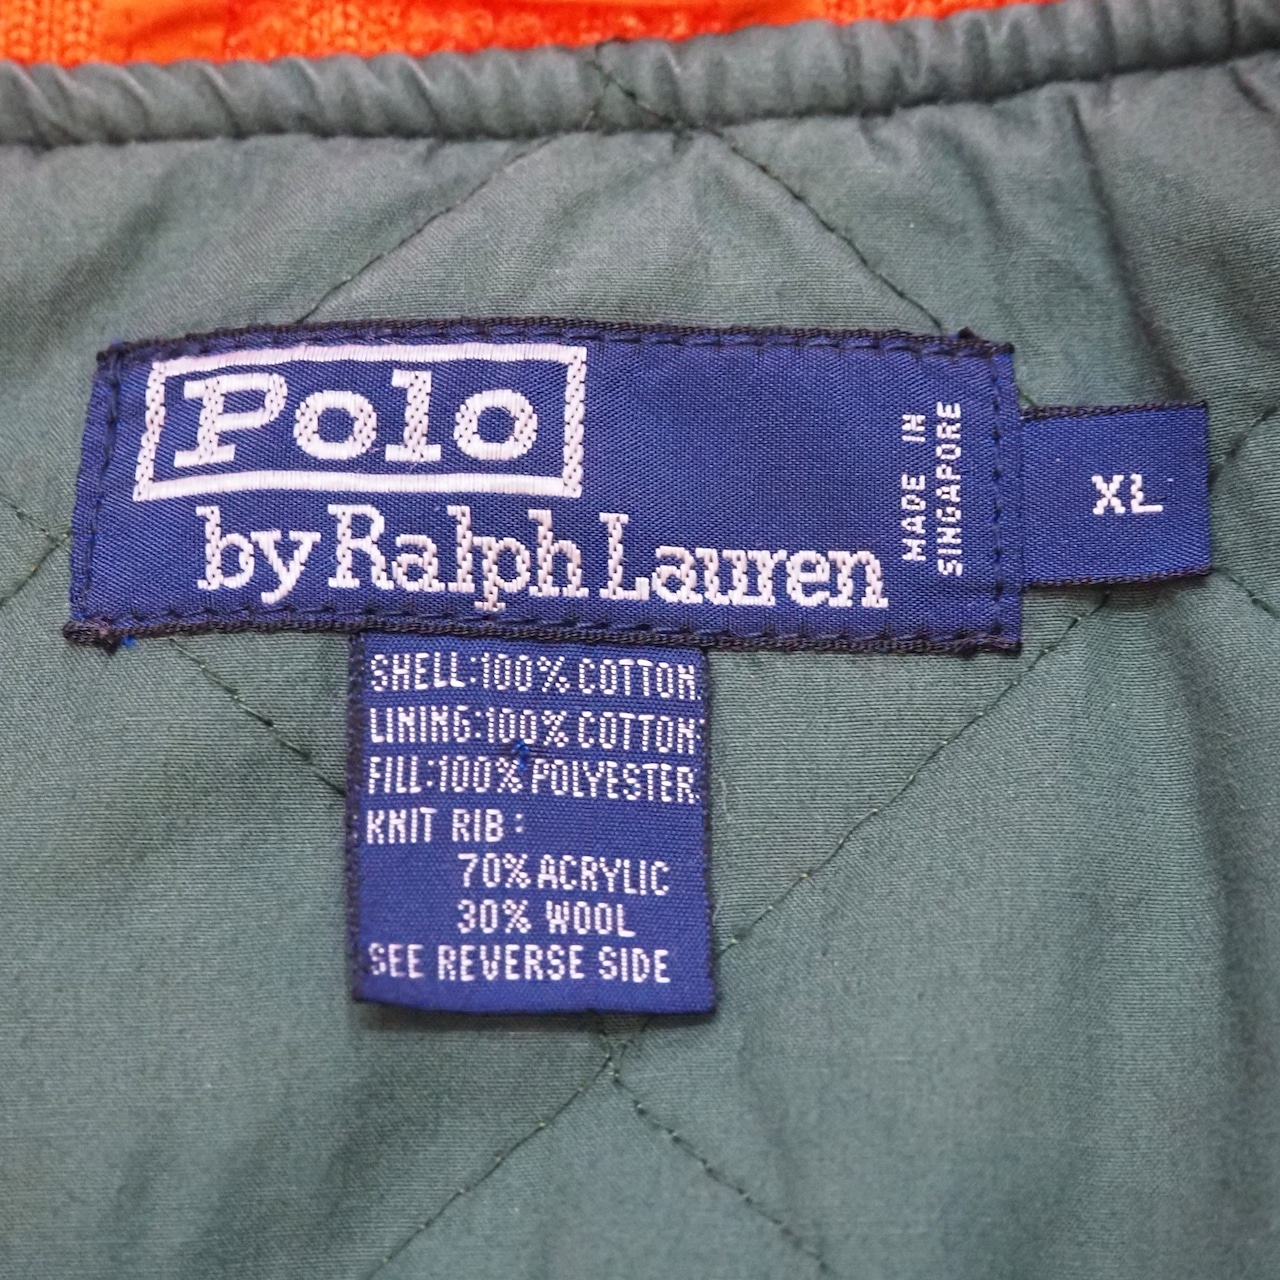 Polo
by Ralph Lauren
MADE IN
SINGAPORE
XL
SHELL:100% COTTON
LINING:100% COTTON
FILL:100% POLYESTER
KNIT RIB:
70% ACRYLIC
30% WOOL
SEE REVERSE SIDE